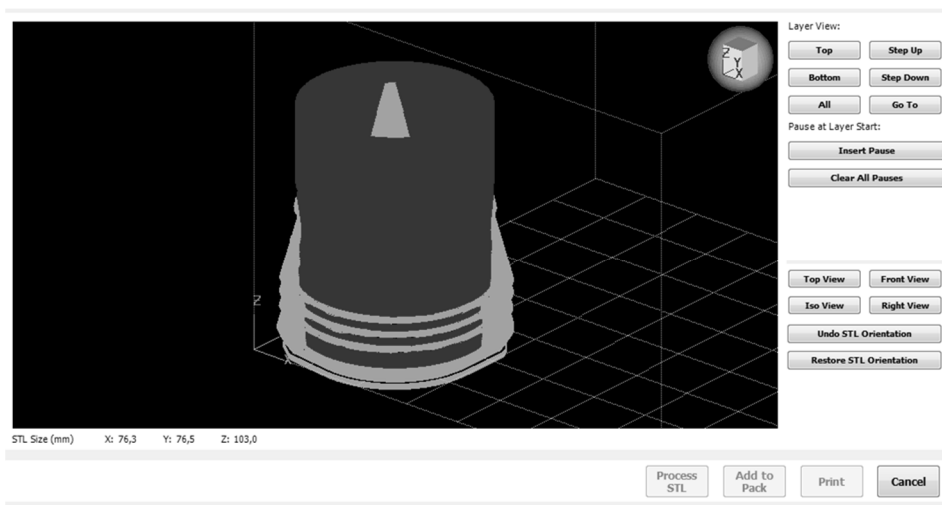 Layer View:
Top Step Up
Bottom Step Down
All Go To
Pause at Layer Start:
Insert Pause
Clear All Pauses
Top View Front View
Iso View Right View
Undo STL Orientation
Restore STL Orientation
Z
Y
X
Z
X
STL Size (mm) X: 76,3 Y: 76,5 Z: 103,0
Process
STL
Add to
Pack
Print
Cancel